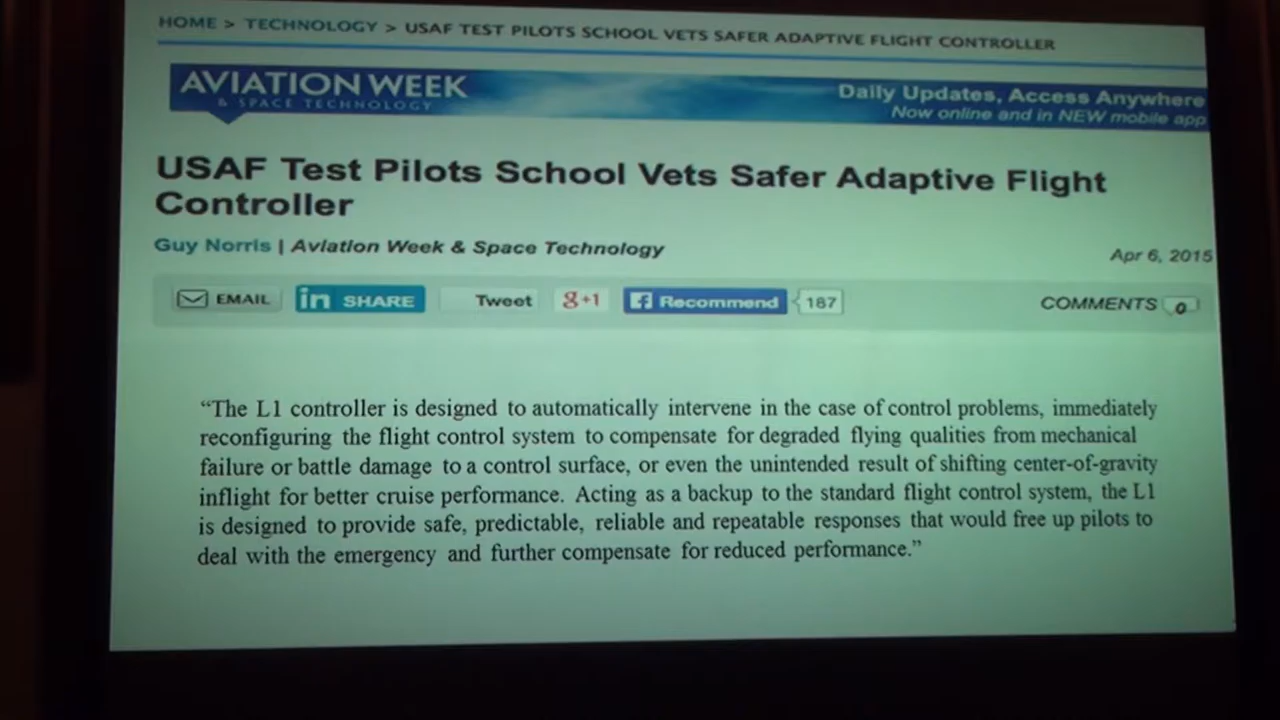 HOME > TECHNOLOGY > USAF TEST PILOTS SCHOOL VETS SAFER ADAPTIVE FLIGHT CONTROLLER
AVIATION WEEK
& SPACE TECHNOLOGY
Daily Updates, Access Anywhere
Now online and in NEW mobile app
USAF Test Pilots School Vets Safer Adaptive Flight
Controller
Guy Norris | Aviation Week & Space Technology
Apr 6, 2015
EMAIL
in SHARE
Tweet
g+1
f Recommend
187
COMMENTS 0
“The L1 controller is designed to automatically intervene in the case of control problems, immediately
reconfiguring the flight control system to compensate for degraded flying qualities from mechanical
failure or battle damage to a control surface, or even the unintended result of shifting center-of-gravity
inflight for better cruise performance. Acting as a backup to the standard flight control system, the L1
is designed to provide safe, predictable, reliable and repeatable responses that would free up pilots to
deal with the emergency and further compensate for reduced performance.”